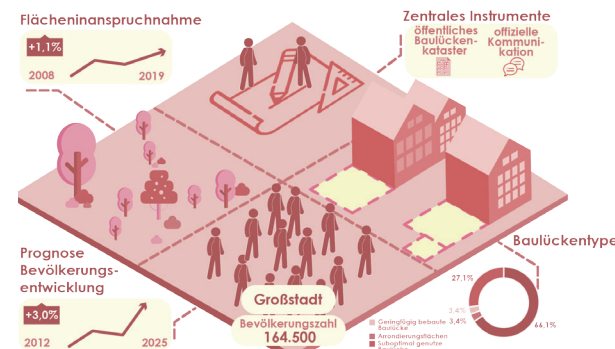 Flächeninanspruchnahme
+1,1%
2008
2019
Zentrales Instrumente
öffentliches
Baulücken-
kataster
offizielle
Kommuni-
kation
Prognose
Bevölkerungs-
entwicklung
+3,0%
2012
2025
Großstadt
Bevölkerungszahl
164.500
Baulückentype
27,1%
3,4%
3,4%
66,1%
Geringfügig bebaute
Baulücke
Arrondierungsflächen
Suboptimal genutze